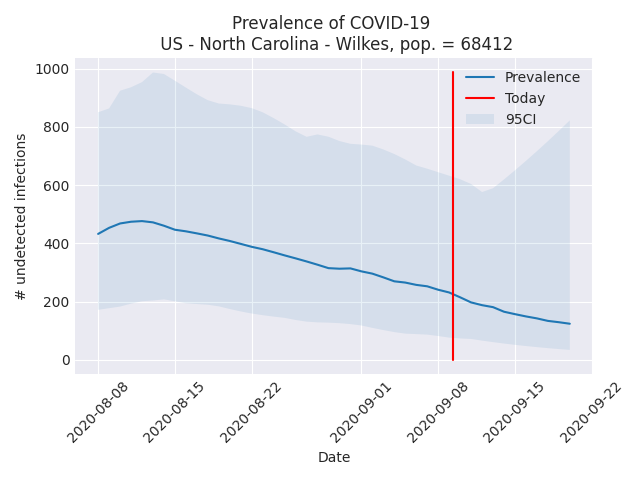 Prevalence of COVID-19
US - North Carolina - Wilkes, pop. = 68412
1000
800
600
400
200
0
# undetected infections
Prevalence
Today
95CI
2020-08-08
2020-08-15
2020-08-22
2020-09-01
2020-09-08
2020-09-15
2020-09-22
Date